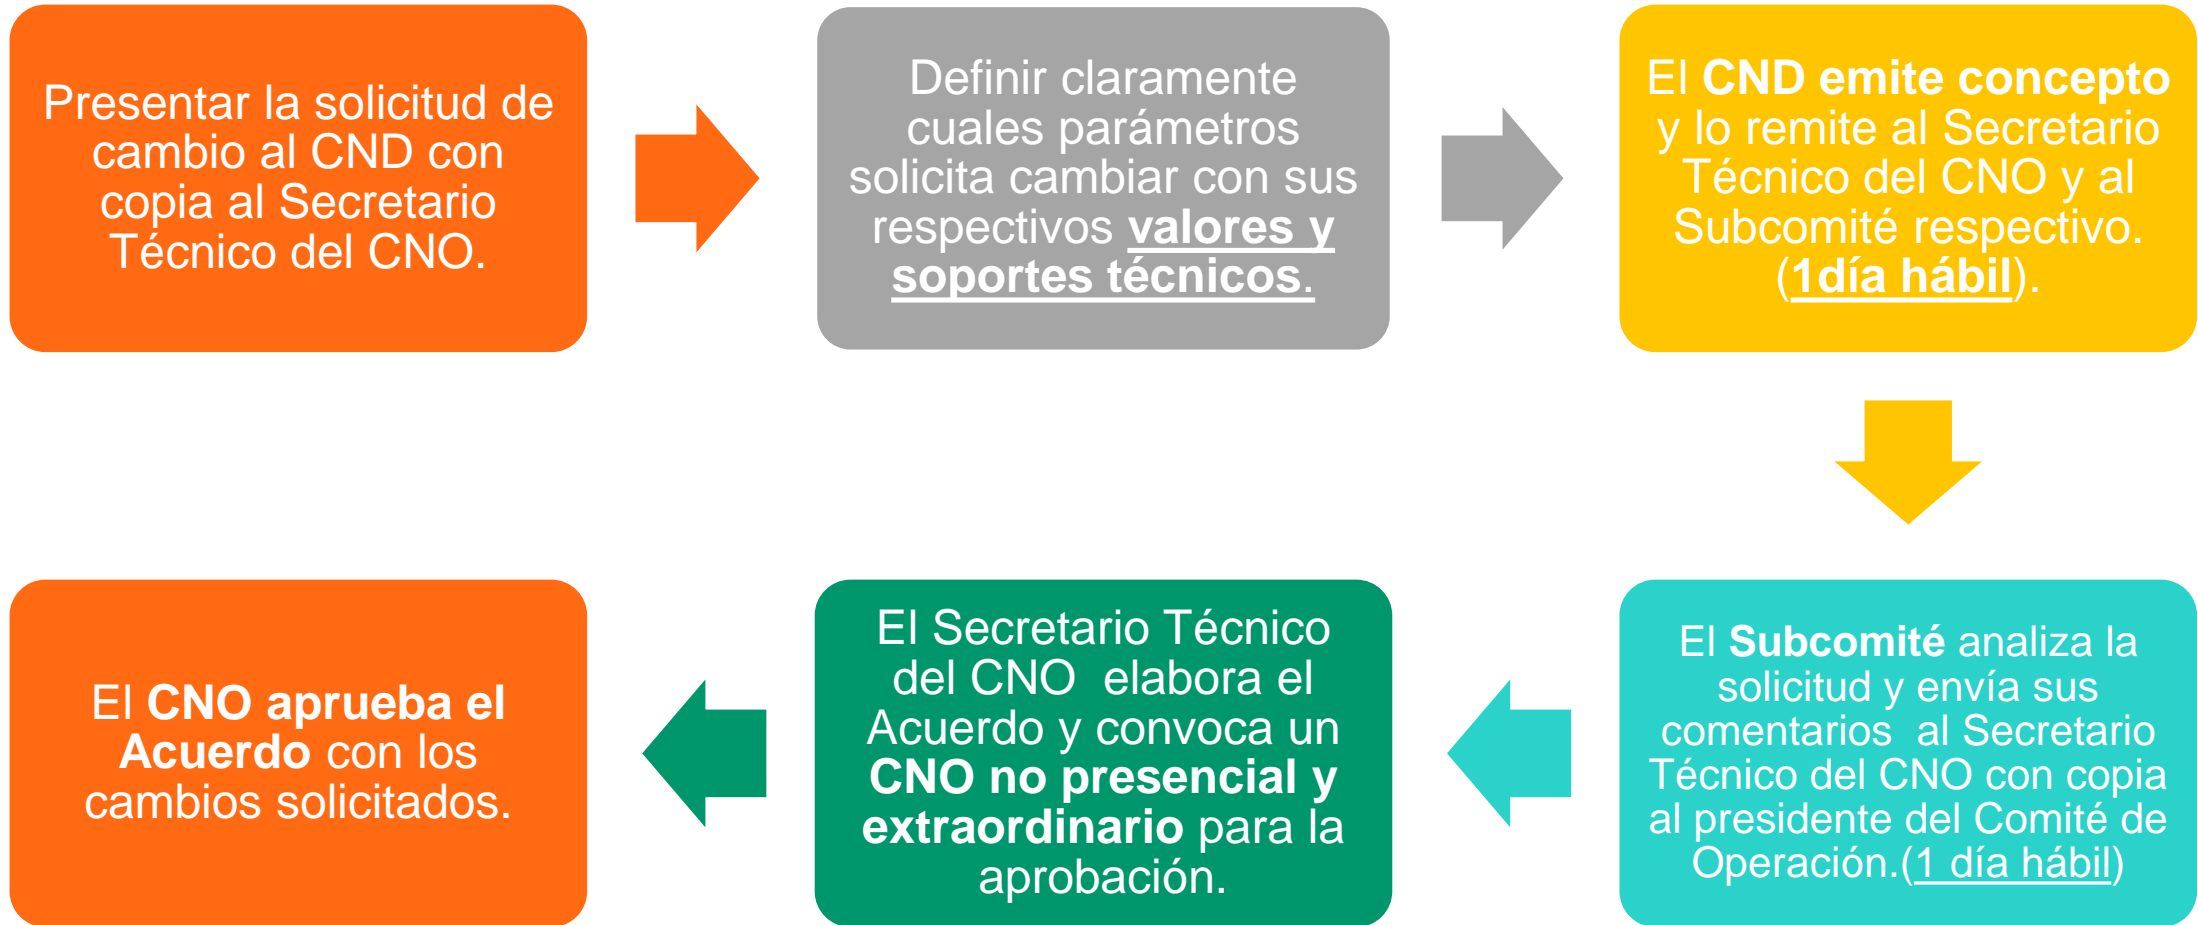 Presentar la solicitud de
cambio al CND con
copia al Secretario
Técnico del CNO.
Definir claramente
cuales parámetros
solicita cambiar con sus
respectivos valores y
soportes técnicos.
El CND emite concepto
y lo remite al Secretario
Técnico del CNO y al
Subcomité respectivo.
(1día hábil).
El Subcomité analiza la
solicitud y envía sus
comentarios  al Secretario
Técnico del CNO con copia
al presidente del Comité de
Operación.(1 día hábil)
El Secretario Técnico
del CNO  elabora el
Acuerdo y convoca un
CNO no presencial y
extraordinario para la
aprobación.
El CNO aprueba el
Acuerdo con los
cambios solicitados.